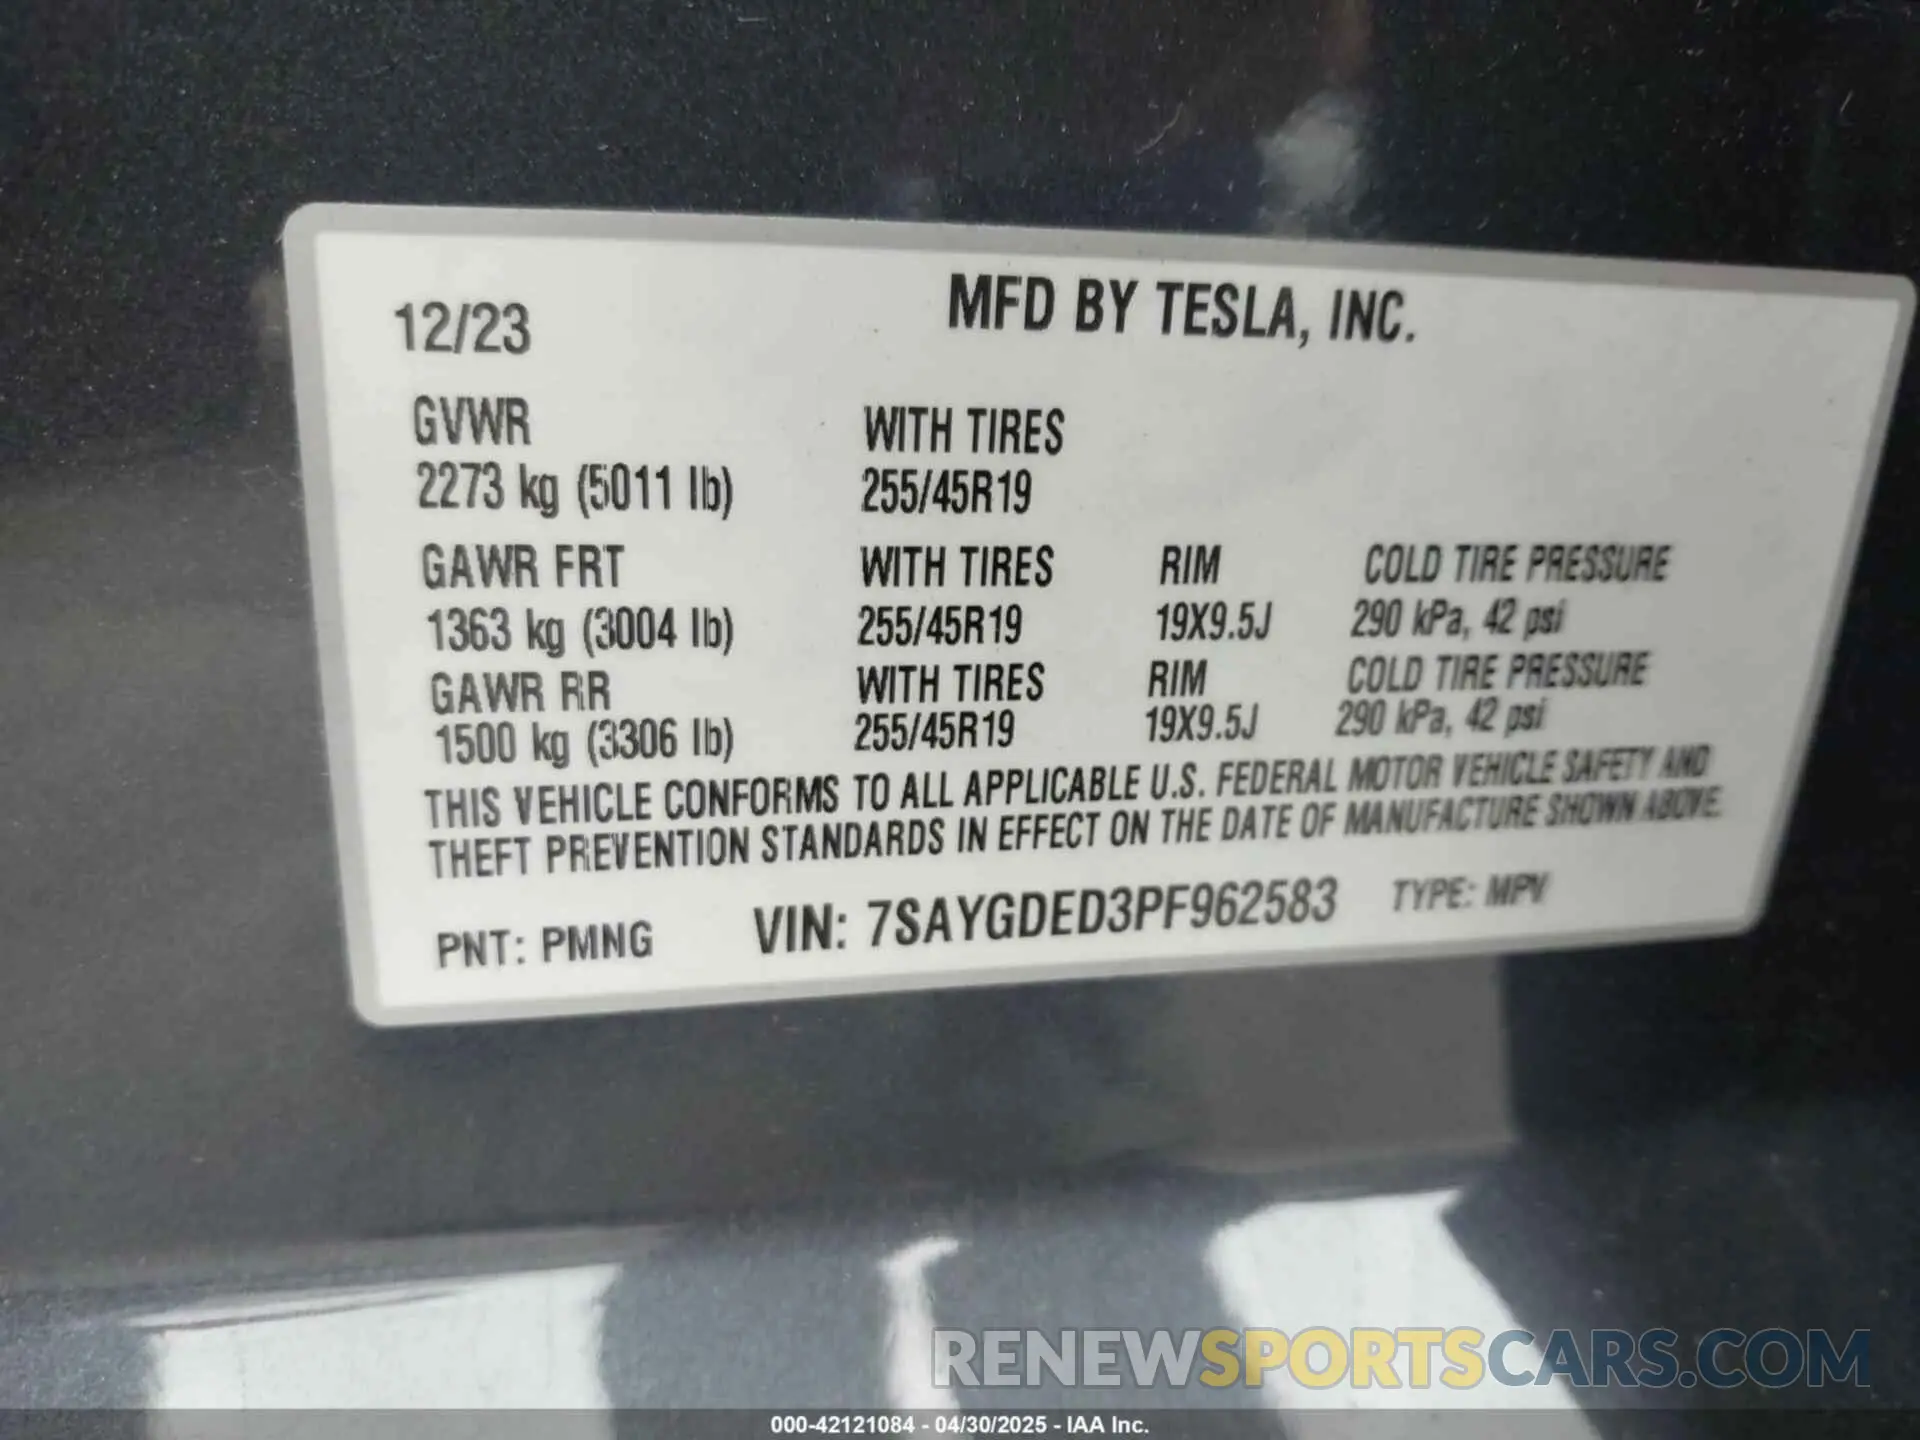 MFD BY TESLA, INC.
12/23
GVWR WITH TIRES
2273 kg (5011 lb) 255/45R19
GAWR FRT WITH TIRES RIM COLD TIRE PRESSURE
1363 kg (3004 lb) 255/45R19 19X9.5J 290 kPa, 42 psi
GAWR RR WITH TIRES RIM COLD TIRE PRESSURE
1500 kg (3306 lb) 255/45R19 19X9.5J 290 kPa, 42 psi
THIS VEHICLE CONFORMS TO ALL APPLICABLE U.S. FEDERAL MOTOR VEHICLE SAFETY AND
THEFT PREVENTION STANDARDS IN EFFECT ON THE DATE OF MANUFACTURE SHOWN ABOVE.
PNT: PMNG VIN: 7SAYGDED3PF962583 TYPE: MPV
RENEWSPORTSCARS.COM
000-42121084 - 04/30/2025 - IAA Inc.